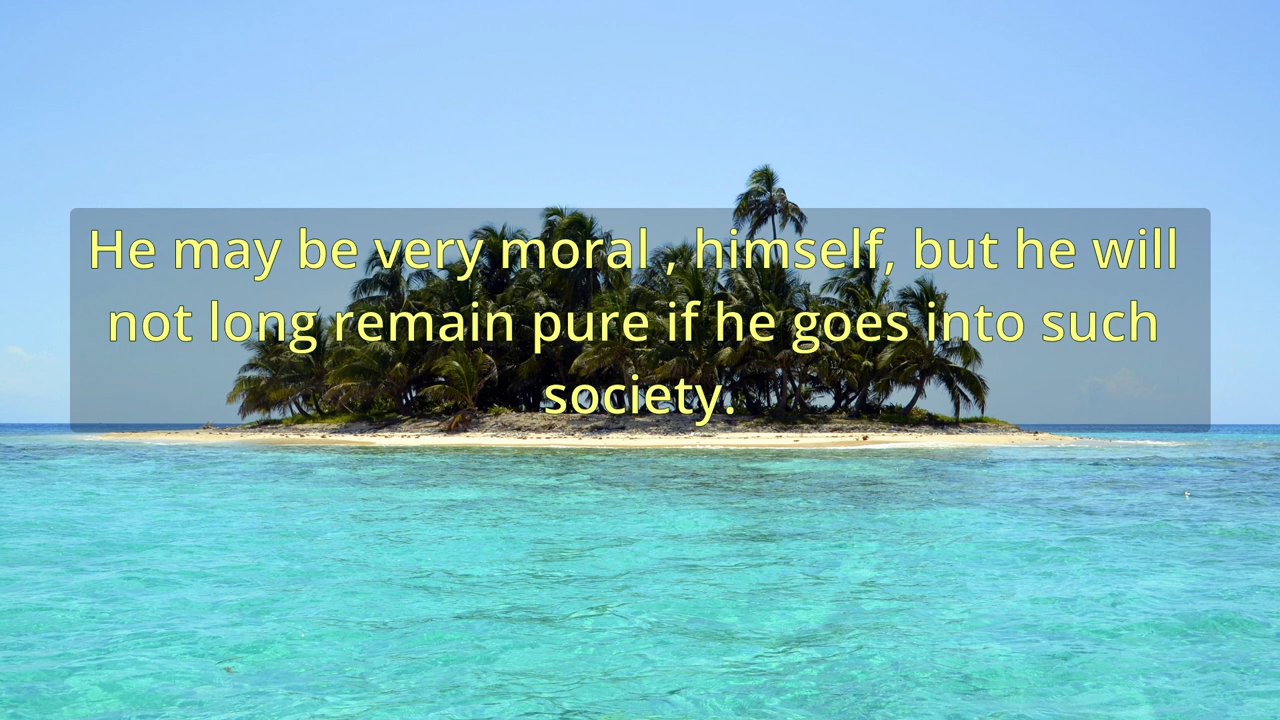 He may be very moral , himself, but he will
not long remain pure if he goes into such
society.